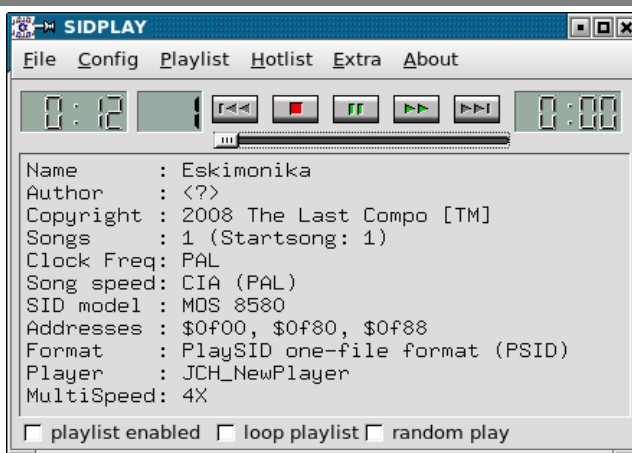 SIDPLAY
File Config Playlist Hotlist Extra About
0:12 1 0:00
Name : Eskimonika
Author : <?>
Copyright : 2008 The Last Compo [TM]
Songs : 1 (Startsong: 1)
Clock Freq: PAL
Song speed: CIA (PAL)
SID model : MOS 8580
Addresses : $0f00, $0f80, $0f88
Format : PlaySID one-file format (PSID)
Player : JCH_NewPlayer
MultiSpeed: 4X
playlist enabled loop playlist random play